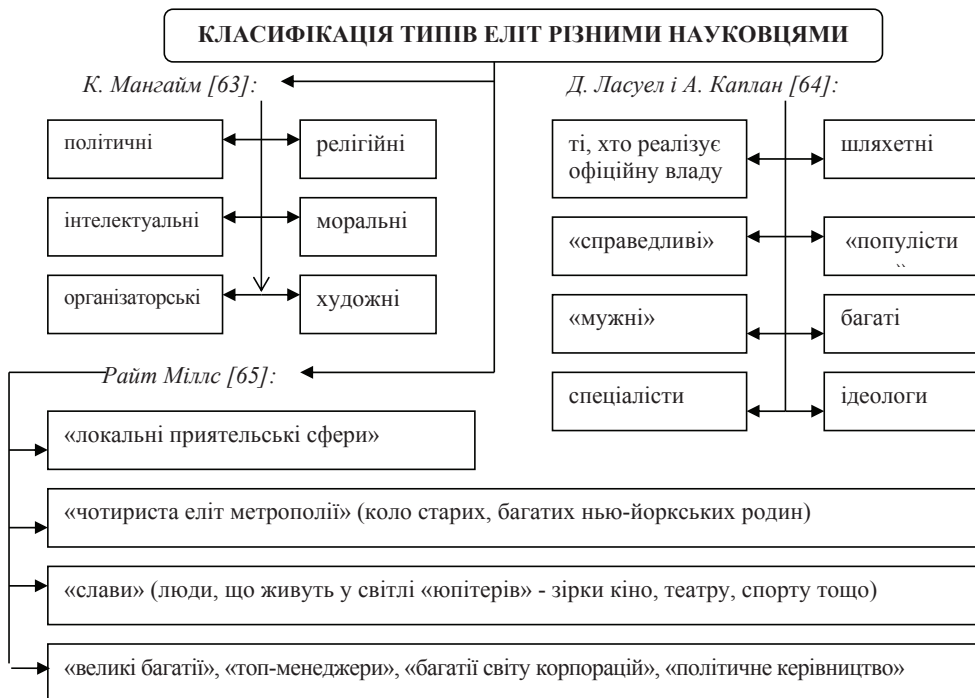 КЛАСИФІКАЦІЯ ТИПІВ ЕЛІТ РІЗНИМИ НАУКОВЦЯМИ
К. Мангайм [63]:
політичні
релігійні
інтелектуальні
моральні
організаторські
художні
Д. Ласуел і А. Каплан [64]:
ті, хто реалізує
офіційну владу
шляхетні
«справедливі»
«популісти
«мужні»
багаті
спеціалісти
ідеологи
Райт Міллс [65]:
«локальні приятельські сфери»
«чотириста еліт метрополії» (коло старих, багатих нью-йоркських родин)
«слави» (люди, що живуть у світлі «юпітерів» - зірки кіно, театру, спорту тощо)
«великі багатії», «топ-менеджери», «багатії світу корпорацій», «політичне керівництво»